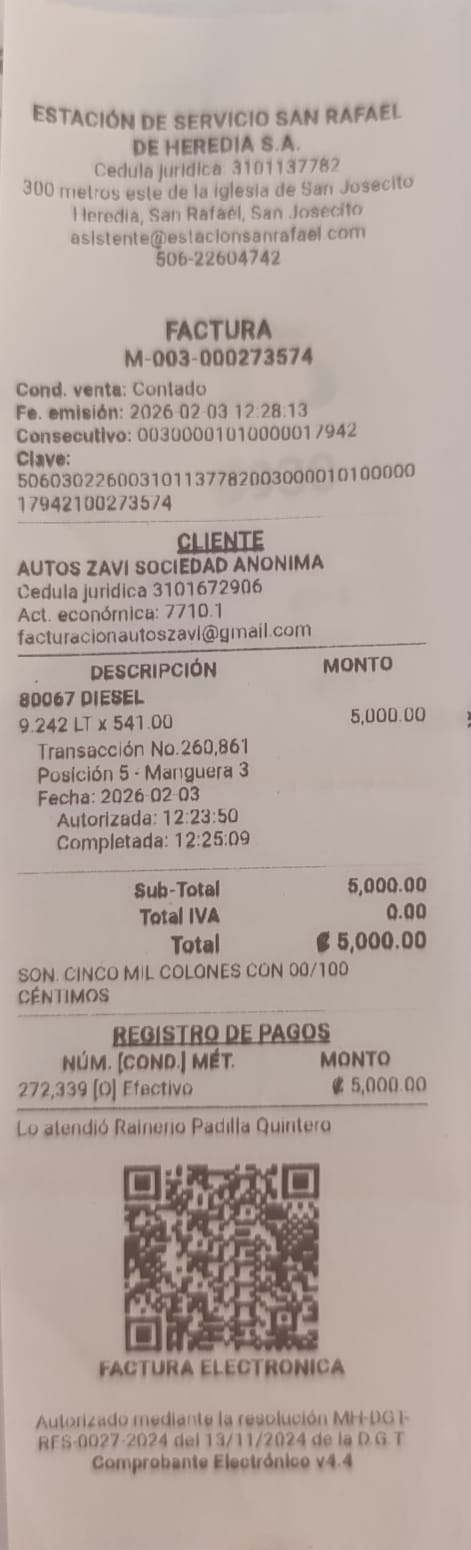 ESTACIÓN DE SERVICIO SAN RAFAEL
DE HEREDIA S.A.
Cedula juridica 3101137782
300 metros este de la iglesia de San Josecito
Heredia, San Rafael, San Josecito
asistente@estacionsanrafael.com
506-22604742
FACTURA
M-003-000273574
Cond. venta: Contado
Fe. emisión: 2026-02-03 12:28:13
Consecutivo: 00300001010000017942
Clave:
506030226003101137782003000010100000
17942100273574
CLIENTE
AUTOS ZAVI SOCIEDAD ANONIMA
Cedula juridica 3101672906
Act. económica: 7710.1
facturacionautoszavi@gmail.com
DESCRIPCIÓN MONTO
80067 DIESEL
9.242 LT x 541.00 5,000.00
Transacción No.260,861
Posición 5 - Manguera 3
Fecha: 2026-02-03
Autorizada: 12:23:50
Completada: 12:25:09
Sub-Total 5,000.00
Total IVA 0.00
Total ₡ 5,000.00
SON. CINCO MIL COLONES CON 00/100
CÉNTIMOS
REGISTRO DE PAGOS
NÚM. [COND.] MÉT. MONTO
272,339 [0] Efectivo ₡ 5,000.00
Lo atendió Rainerio Padilla Quintero
FACTURA ELECTRONICA
Autorizado mediante la resolución MH-DGT-
RES-0027-2024 del 13/11/2024 de la D.G.T
Comprobante Electrónico v4.4